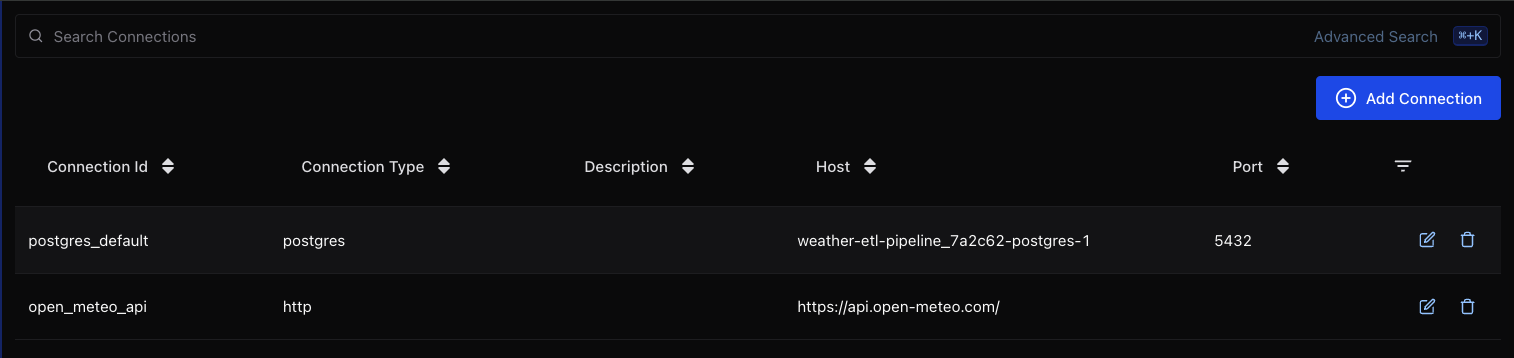 Search Connections Advanced Search ⌘+K
Add Connection
Connection Id Connection Type Description Host Port
postgres_default postgres weather-etl-pipeline_7a2c62-postgres-1 5432
open_meteo_api http https://api.open-meteo.com/